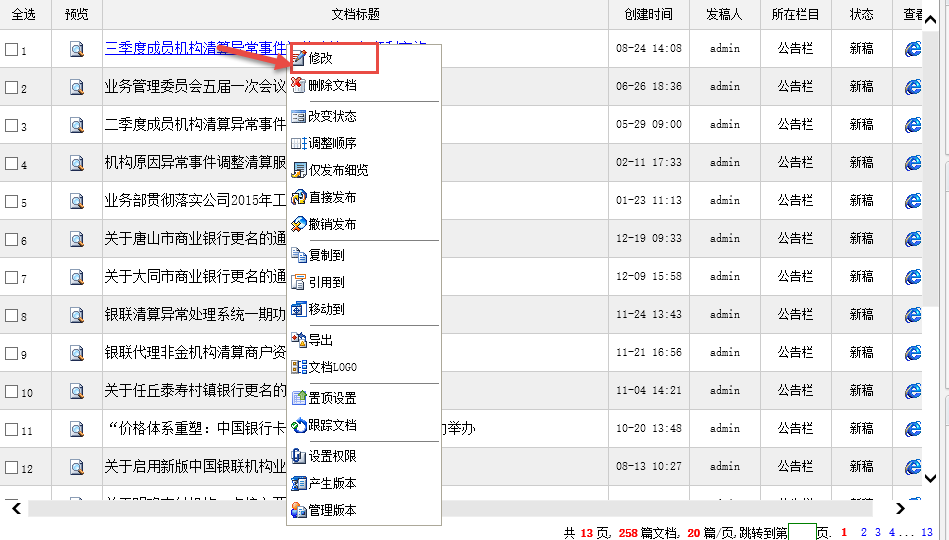 全选 预览 文档标题 创建时间 发稿人 所在栏目 状态 查看
1 三季度成员机构清算异常事件 08-24 14:08 admin 公告栏 新稿
2 业务管理委员会五届一次会议 06-26 18:36 admin 公告栏 新稿
3 二季度成员机构清算异常事件 05-29 09:00 admin 公告栏 新稿
4 机构原因异常事件调整清算服 02-11 17:33 admin 公告栏 新稿
5 业务部贯彻落实公司2015年工 01-23 11:13 admin 公告栏 新稿
6 关于唐山市商业银行更名的通 12-19 09:33 admin 公告栏 新稿
7 关于大同市商业银行更名的通 12-09 15:58 admin 公告栏 新稿
8 银联清算异常处理系统一期功 11-24 13:43 admin 公告栏 新稿
9 银联代理非金机构清算商户资 11-21 16:56 admin 公告栏 新稿
10 关于任丘泰寿村镇银行更名的 11-04 14:21 admin 公告栏 新稿
11 “价格体系重塑：中国银行卡 举办 10-20 13:48 admin 公告栏 新稿
12 关于启用新版中国银联机构业 08-13 10:27 admin 公告栏 新稿
修改
删除文档
改变状态
调整顺序
仅发布细览
直接发布
撤销发布
复制到
引用到
移动到
导出
文档LOGO
置顶设置
跟踪文档
设置权限
产生版本
管理版本
共 13 页, 258 篇文档, 20 篇/页,跳转到第 页. 1 2 3 4 ... 13